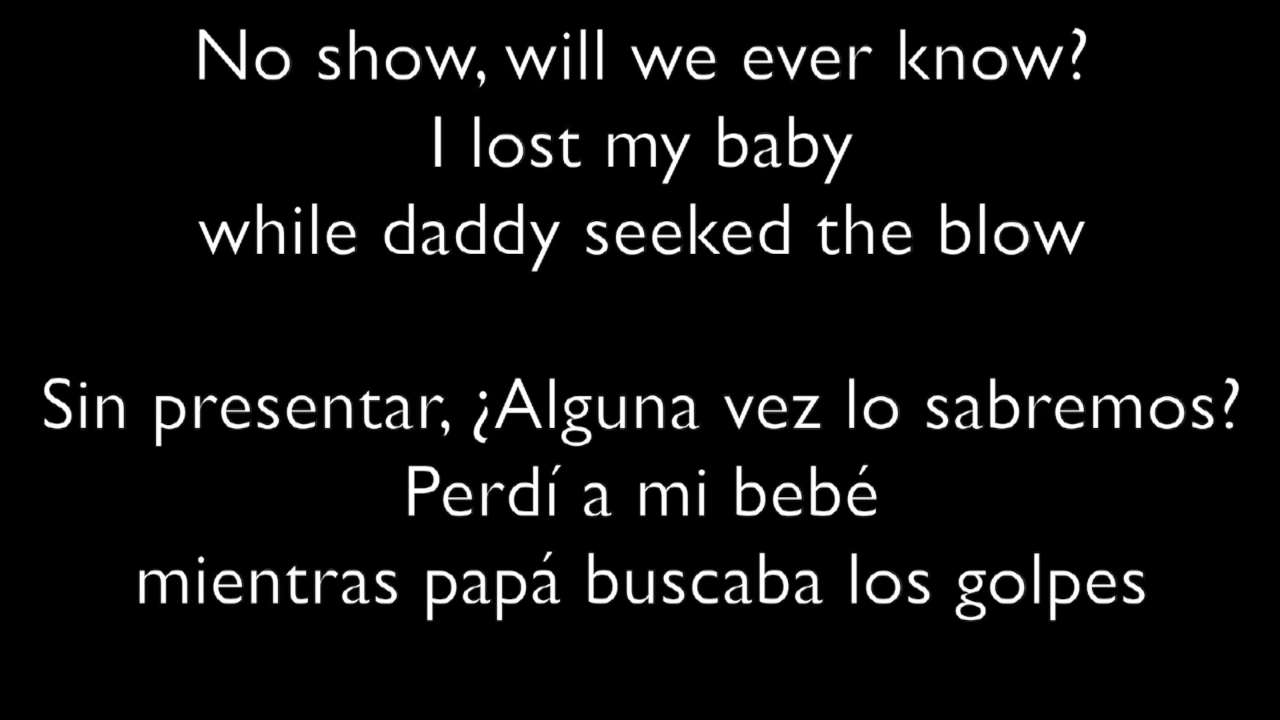 No show, will we ever know?
I lost my baby
while daddy seeked the blow
Sin presentar, ¿Alguna vez lo sabremos?
Perdí a mi bebé
mientras papá buscaba los golpes